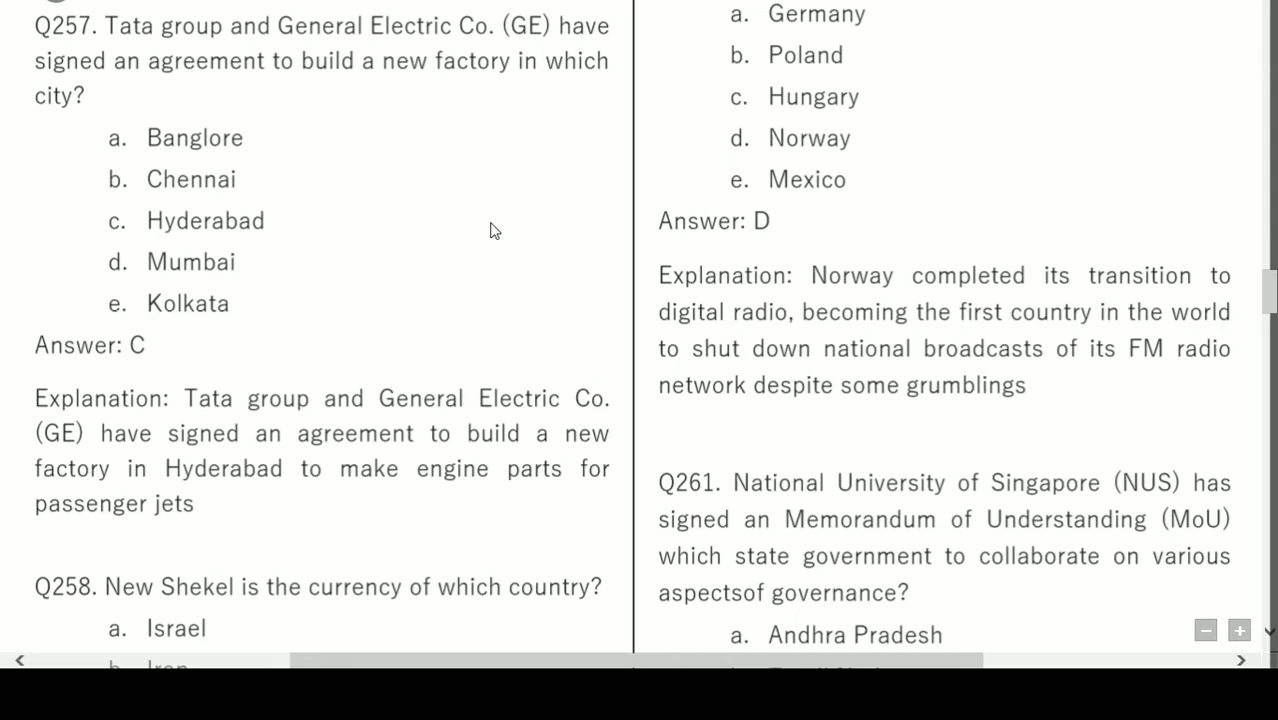 Q257. Tata group and General Electric Co. (GE) have
signed an agreement to build a new factory in which
city?
a. Banglore
b. Chennai
c. Hyderabad
d. Mumbai
e. Kolkata
Answer: C
Explanation: Tata group and General Electric Co.
(GE) have signed an agreement to build a new
factory in Hyderabad to make engine parts for
passenger jets
Q258. New Shekel is the currency of which country?
a. Israel
a. Germany
b. Poland
c. Hungary
d. Norway
e. Mexico
Answer: D
Explanation: Norway completed its transition to
digital radio, becoming the first country in the world
to shut down national broadcasts of its FM radio
network despite some grumblings
Q261. National University of Singapore (NUS) has
signed an Memorandum of Understanding (MoU)
which state government to collaborate on various
aspectsof governance?
a. Andhra Pradesh